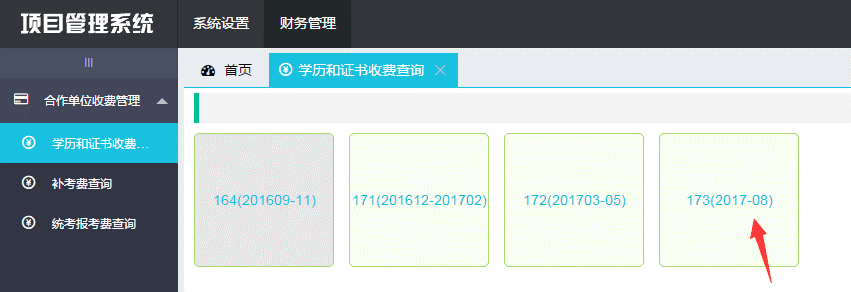 项目管理系统 系统设置 财务管理
首页 学历和证书收费查询
合作单位收费管理
学历和证书收费...
补考费查询
统考报考费查询
164(201609-11) 171(201612-201702) 172(201703-05) 173(2017-08)